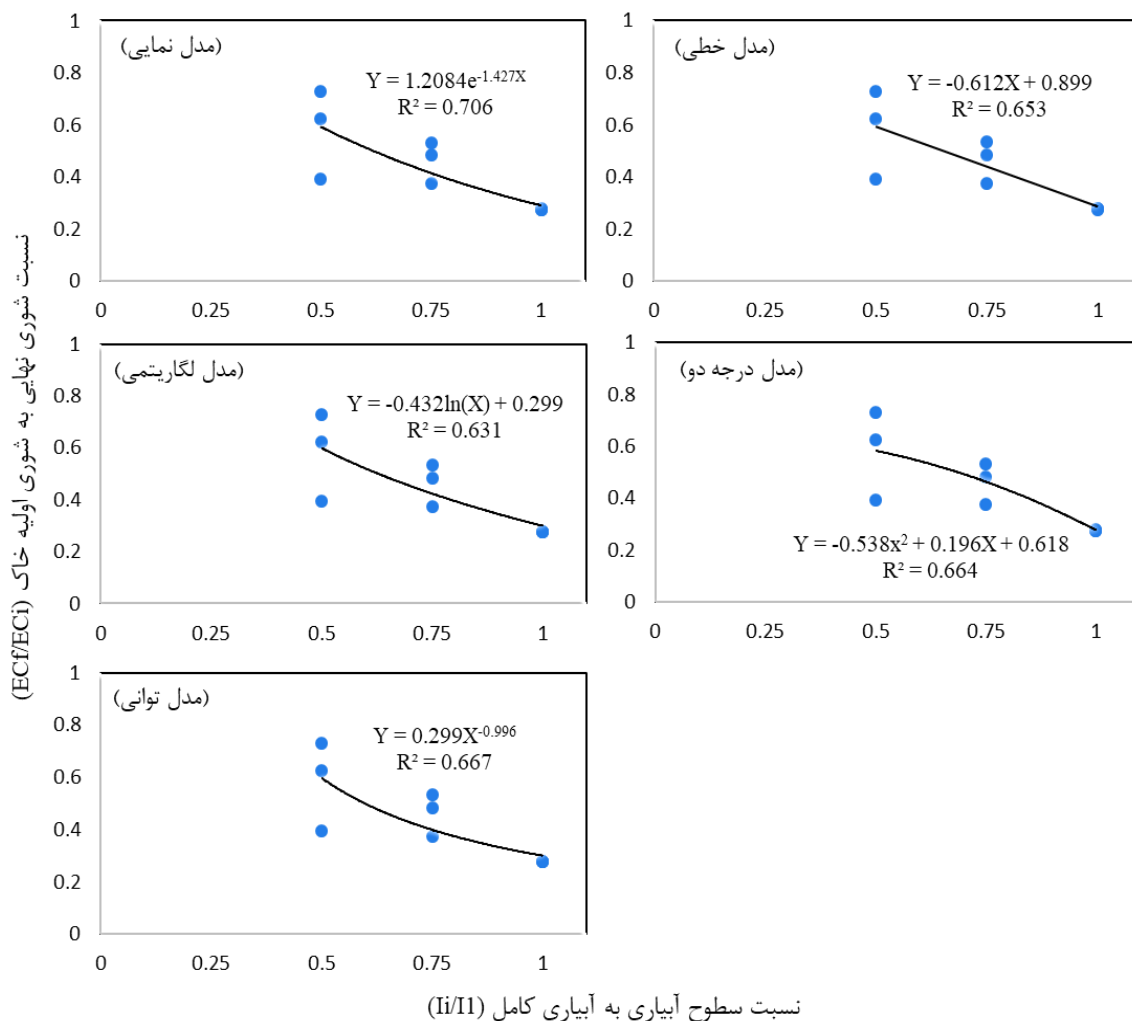 (مدل نمایی)
Y = 1.2084e^-1.427X
R² = 0.706
1
0.8
0.6
0.4
0.2
0
0 0.25 0.5 0.75 1
(مدل خطی)
Y = -0.612X + 0.899
R² = 0.653
1
0.8
0.6
0.4
0.2
0
0 0.25 0.5 0.75 1
(مدل لگاریتمی)
Y = -0.432ln(X) + 0.299
R² = 0.631
1
0.8
0.6
0.4
0.2
0
0 0.25 0.5 0.75 1
(مدل درجه دو)
Y = -0.538x² + 0.196X + 0.618
R² = 0.664
1
0.8
0.6
0.4
0.2
0
0 0.25 0.5 0.75 1
(مدل توانی)
Y = 0.299X^-0.996
R² = 0.667
1
0.8
0.6
0.4
0.2
0
0 0.25 0.5 0.75 1
نسبت شوری نهایی به شوری اولیه خاک (ECf/ECi)
نسبت سطوح آبیاری به آبیاری کامل (Ii/I1)